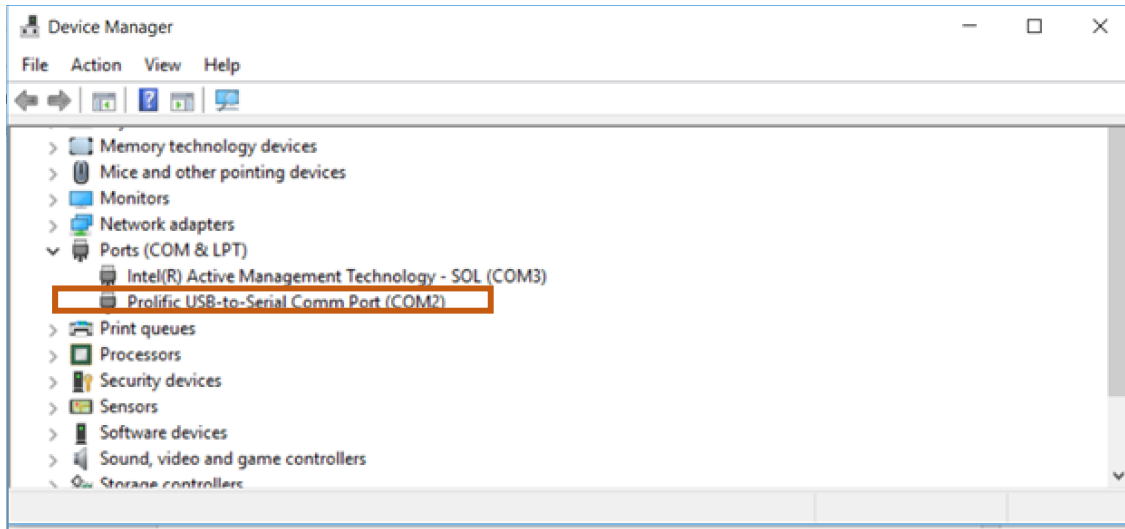 Device Manager
File Action View Help
Memory technology devices
Mice and other pointing devices
Monitors
Network adapters
Ports (COM & LPT)
Intel(R) Active Management Technology - SOL (COM3)
Prolific USB-to-Serial Comm Port (COM2)
Print queues
Processors
Security devices
Sensors
Software devices
Sound, video and game controllers
Storage controllers